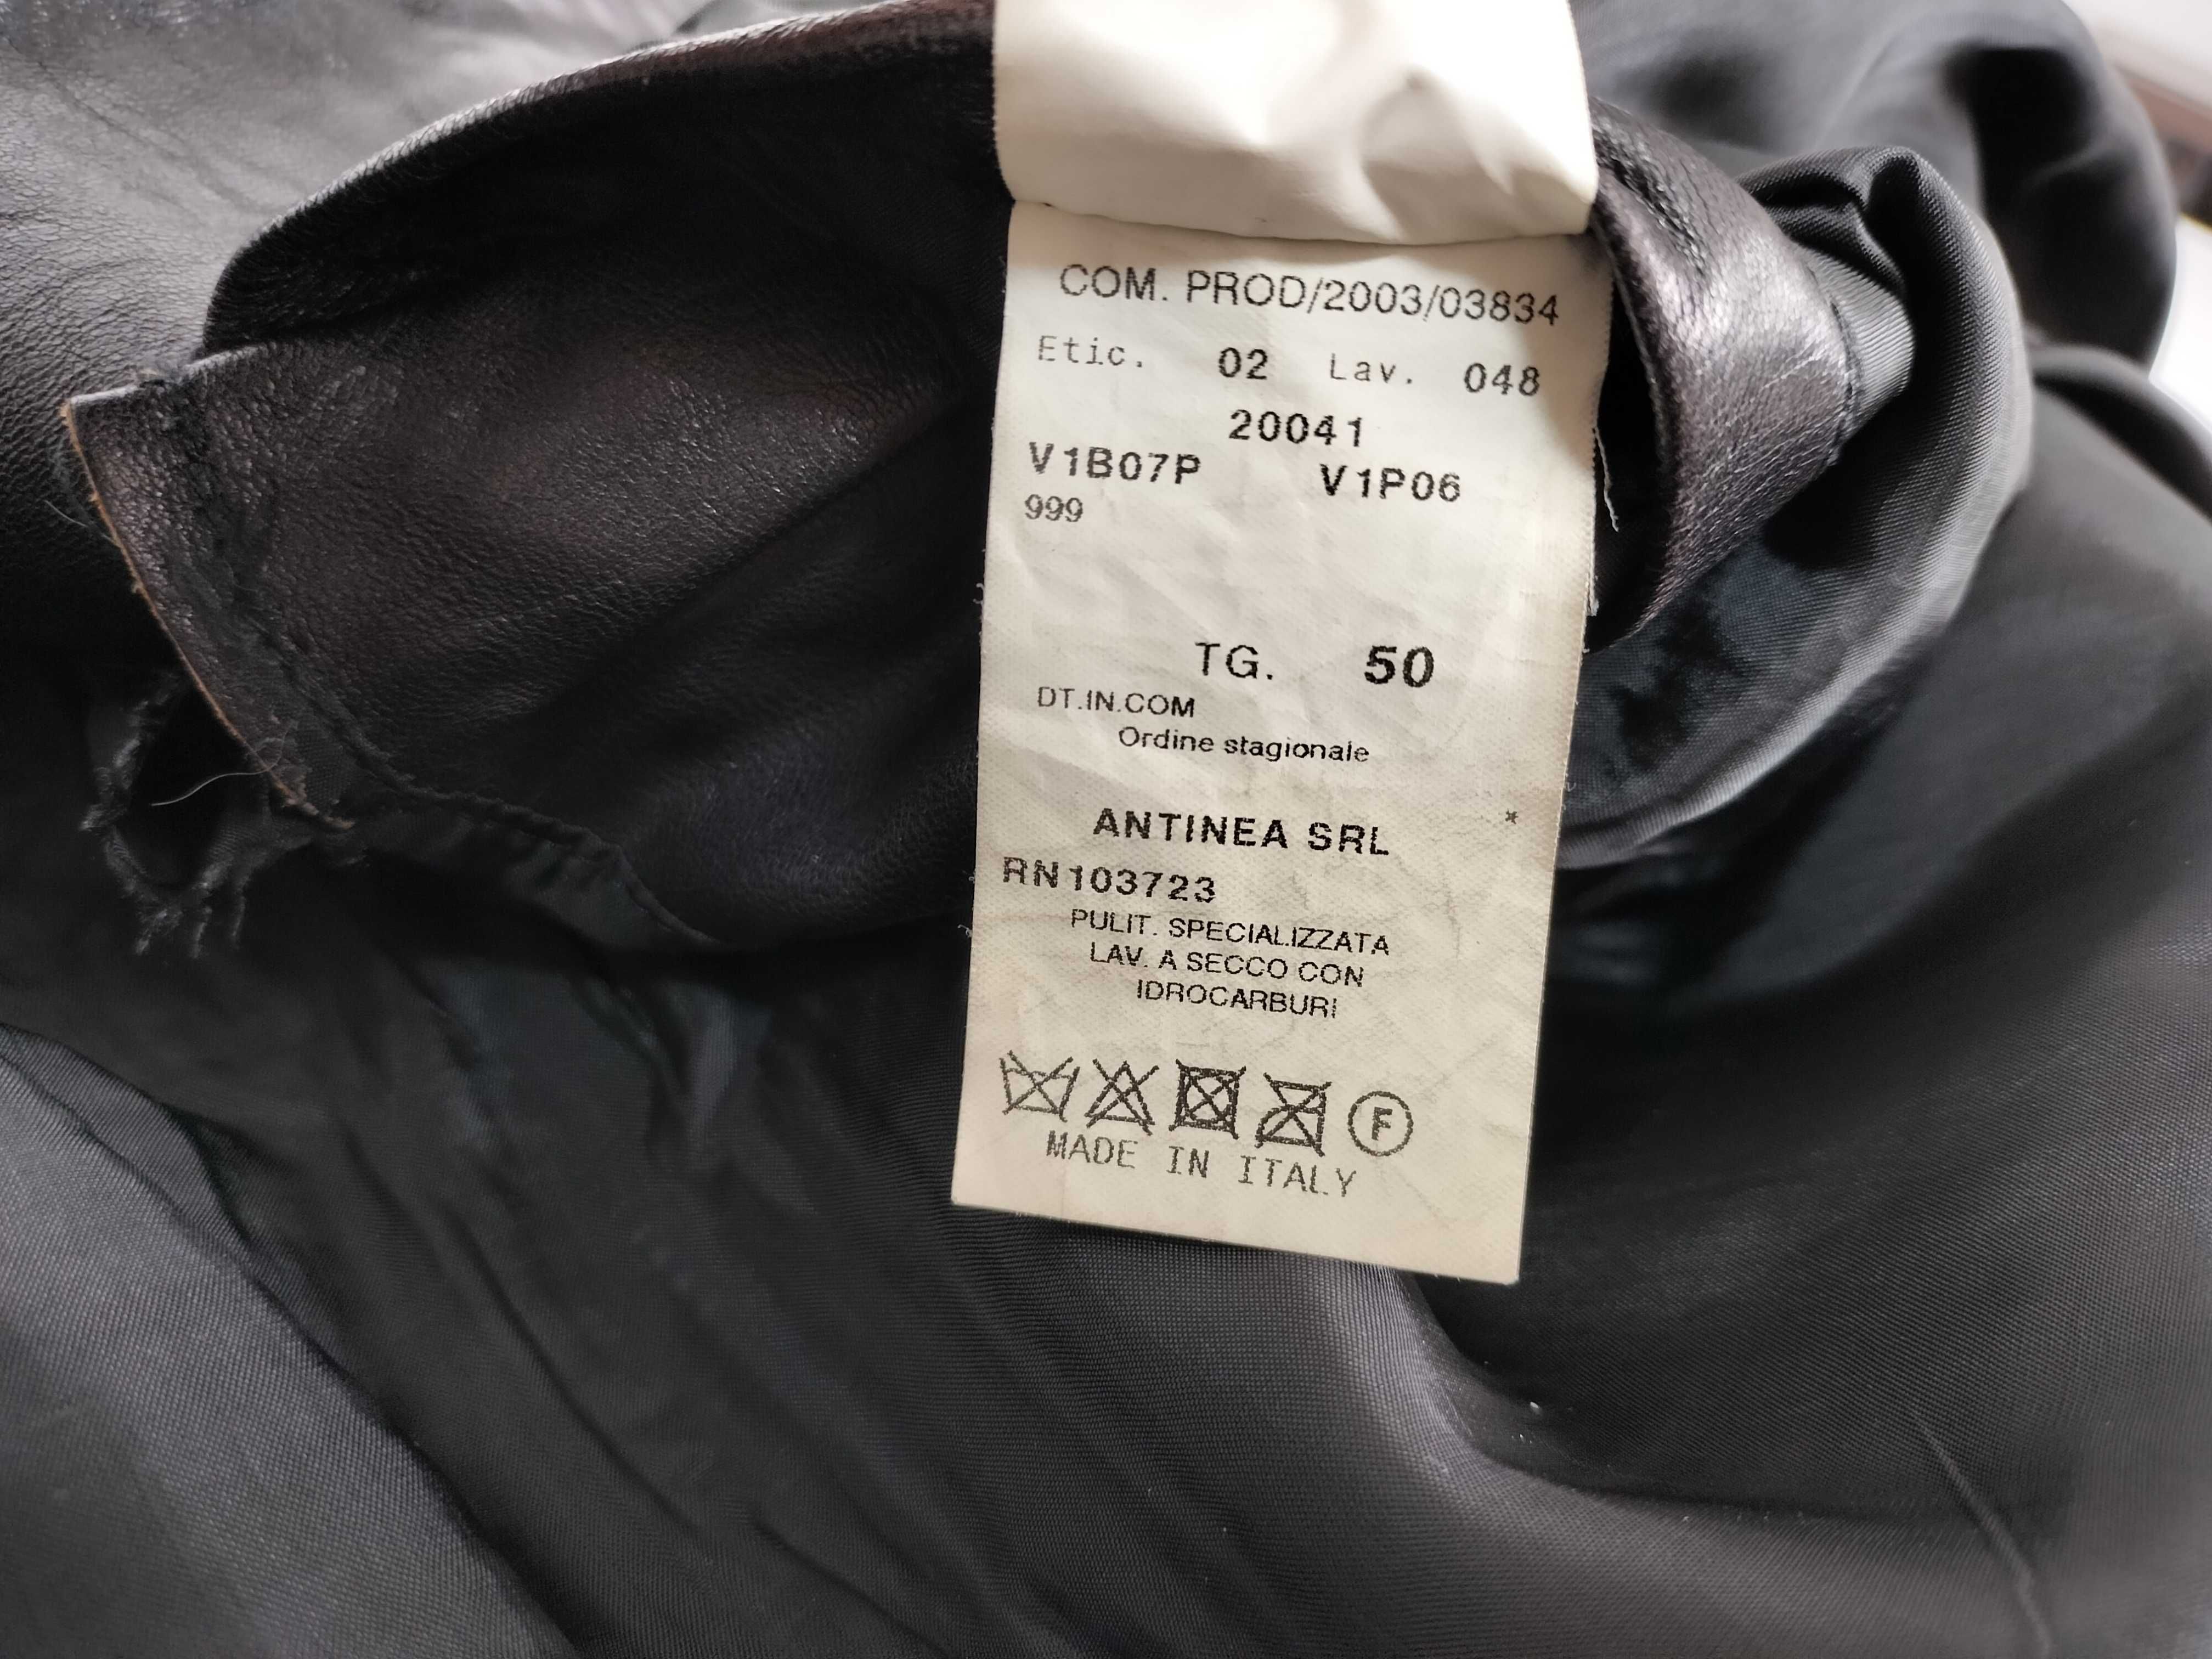 COM. PROD/2003/03834
Etic. 02 Lav. 048
20041
V1B07P V1P06
999
TG. 50
DT.IN.COM
Ordine stagionale
*
ANTINEA SRL
RN103723
PULIT. SPECIALIZZATA
LAV. A SECCO CON
IDROCARBURI
F
MADE IN ITALY